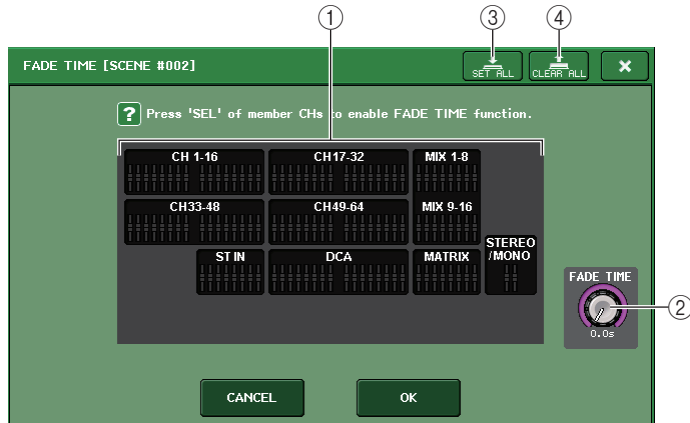 ① ③ ④
FADE TIME [SCENE #002] SET ALL CLEAR ALL ×
? Press 'SEL' of member CHs to enable FADE TIME function.
CH 1-16 CH17-32 MIX 1-8
CH33-48 CH49-64 MIX 9-16
ST IN DCA MATRIX STEREO
/MONO
FADE TIME
②
0.0s
CANCEL OK